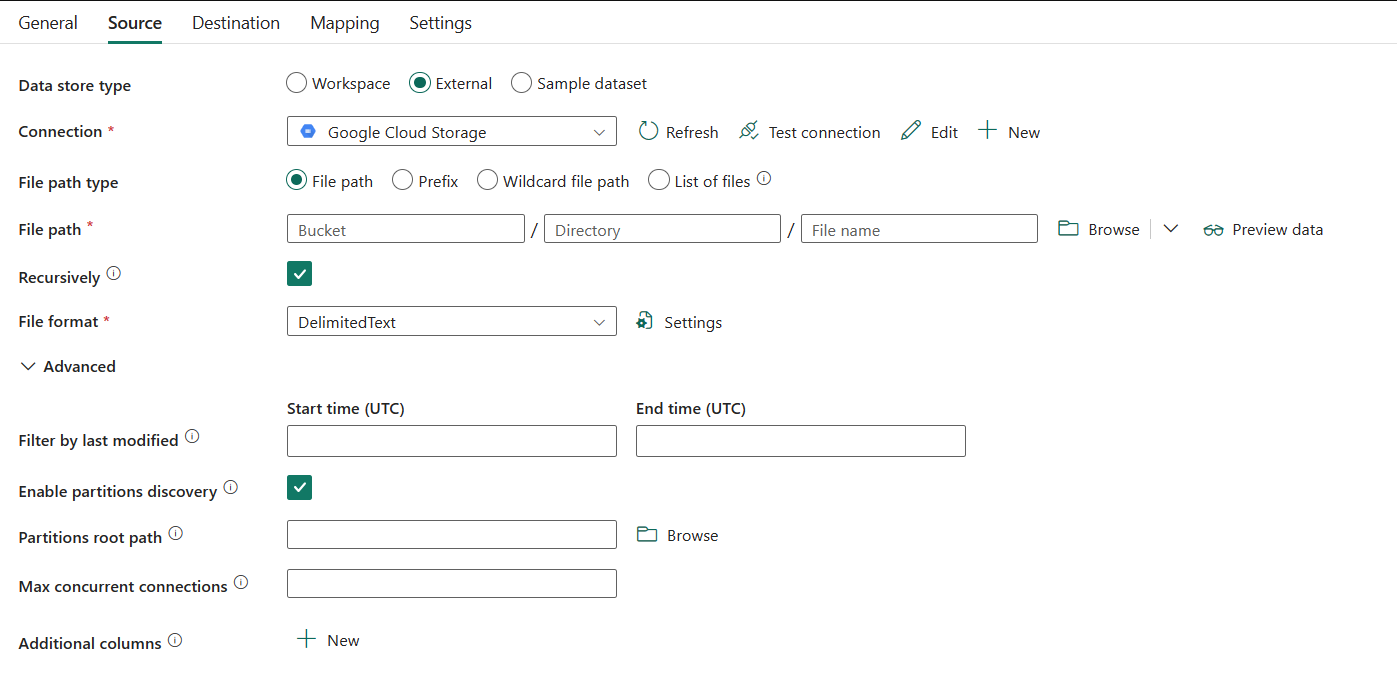 General Source Destination Mapping Settings
Data store type Workspace External Sample dataset
Connection * Google Cloud Storage Refresh Test connection Edit New
File path type File path Prefix Wildcard file path List of files
File path * Bucket / Directory / File name Browse Preview data
Recursively
File format * DelimitedText Settings
Advanced
Start time (UTC) End time (UTC)
Filter by last modified
Enable partitions discovery
Partitions root path Browse
Max concurrent connections
Additional columns New